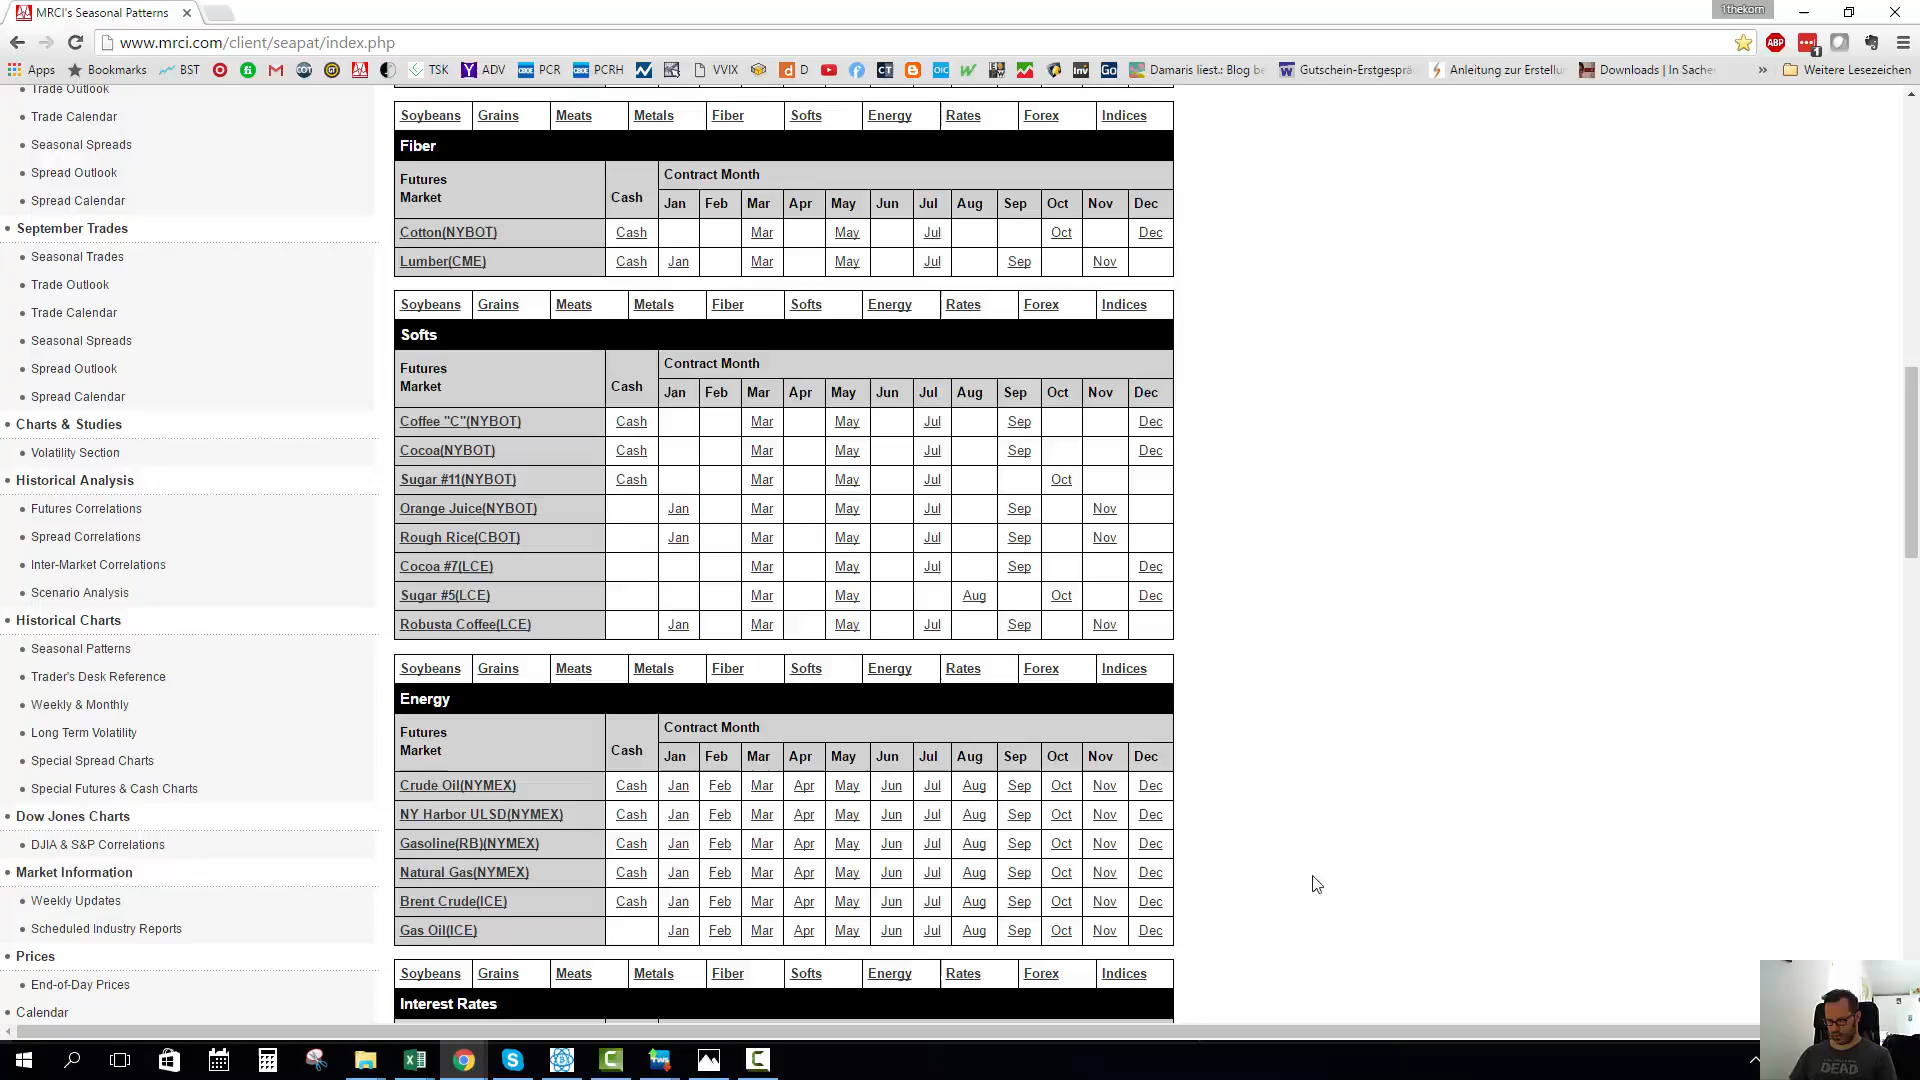 MRCI's Seasonal Patterns
1thekorn
www.mrci.com/client/seapat/index.php
Apps Bookmarks BST TSK ADV PCR PCRH VVIX D Damaris liest.: Blog be Gutschein-Erstgespräc Anleitung zur Erstellu Downloads | In Sache » Weitere Lesezeichen
Trade Outlook
Trade Calendar
Seasonal Spreads
Spread Outlook
Spread Calendar
September Trades
Seasonal Trades
Trade Outlook
Trade Calendar
Seasonal Spreads
Spread Outlook
Spread Calendar
Charts & Studies
Volatility Section
Historical Analysis
Futures Correlations
Spread Correlations
Inter-Market Correlations
Scenario Analysis
Historical Charts
Seasonal Patterns
Trader's Desk Reference
Weekly & Monthly
Long Term Volatility
Special Spread Charts
Special Futures & Cash Charts
Dow Jones Charts
DJIA & S&P Correlations
Market Information
Weekly Updates
Scheduled Industry Reports
Prices
End-of-Day Prices
Calendar
Soybeans Grains Meats Metals Fiber Softs Energy Rates Forex Indices
Fiber
Futures Market Cash Contract Month
Jan Feb Mar Apr May Jun Jul Aug Sep Oct Nov Dec
Cotton(NYBOT) Cash Mar May Jul Oct Dec
Lumber(CME) Cash Jan Mar May Jul Sep Nov
Soybeans Grains Meats Metals Fiber Softs Energy Rates Forex Indices
Softs
Futures Market Cash Contract Month
Jan Feb Mar Apr May Jun Jul Aug Sep Oct Nov Dec
Coffee "C"(NYBOT) Cash Mar May Jul Sep Dec
Cocoa(NYBOT) Cash Mar May Jul Sep Dec
Sugar #11(NYBOT) Cash Mar May Jul Oct
Orange Juice(NYBOT) Jan Mar May Jul Sep Nov
Rough Rice(CBOT) Jan Mar May Jul Sep Nov
Cocoa #7(LCE) Mar May Jul Sep Dec
Sugar #5(LCE) Mar May Aug Oct Dec
Robusta Coffee(LCE) Jan Mar May Jul Sep Nov
Soybeans Grains Meats Metals Fiber Softs Energy Rates Forex Indices
Energy
Futures Market Cash Contract Month
Jan Feb Mar Apr May Jun Jul Aug Sep Oct Nov Dec
Crude Oil(NYMEX) Cash Jan Feb Mar Apr May Jun Jul Aug Sep Oct Nov Dec
NY Harbor ULSD(NYMEX) Cash Jan Feb Mar Apr May Jun Jul Aug Sep Oct Nov Dec
Gasoline(RB)(NYMEX) Cash Jan Feb Mar Apr May Jun Jul Aug Sep Oct Nov Dec
Natural Gas(NYMEX) Cash Jan Feb Mar Apr May Jun Jul Aug Sep Oct Nov Dec
Brent Crude(ICE) Cash Jan Feb Mar Apr May Jun Jul Aug Sep Oct Nov Dec
Gas Oil(ICE) Jan Feb Mar Apr May Jun Jul Aug Sep Oct Nov Dec
Soybeans Grains Meats Metals Fiber Softs Energy Rates Forex Indices
Interest Rates
DEAD